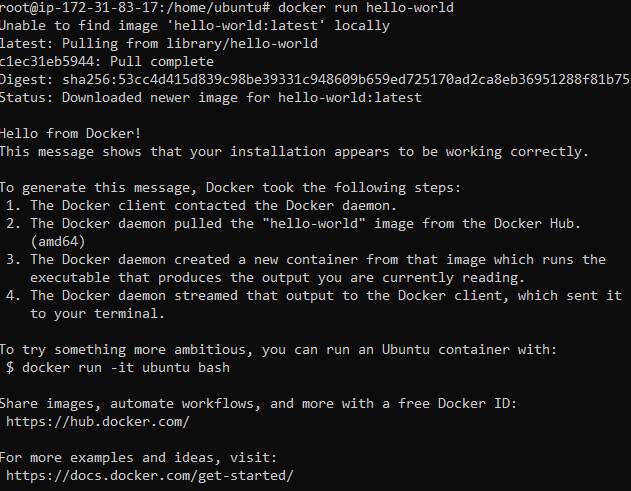 root@ip-172-31-83-17:/home/ubuntu# docker run hello-world
Unable to find image 'hello-world:latest' locally
latest: Pulling from library/hello-world
c1ec31eb5944: Pull complete
Digest: sha256:53cc4d415d839c98be39331c948609b659ed725170ad2ca8eb36951288f81b75
Status: Downloaded newer image for hello-world:latest

Hello from Docker!
This message shows that your installation appears to be working correctly.

To generate this message, Docker took the following steps:
 1. The Docker client contacted the Docker daemon.
 2. The Docker daemon pulled the "hello-world" image from the Docker Hub.
    (amd64)
 3. The Docker daemon created a new container from that image which runs the
    executable that produces the output you are currently reading.
 4. The Docker daemon streamed that output to the Docker client, which sent it
    to your terminal.

To try something more ambitious, you can run an Ubuntu container with:
 $ docker run -it ubuntu bash

Share images, automate workflows, and more with a free Docker ID:
 https://hub.docker.com/

For more examples and ideas, visit:
 https://docs.docker.com/get-started/